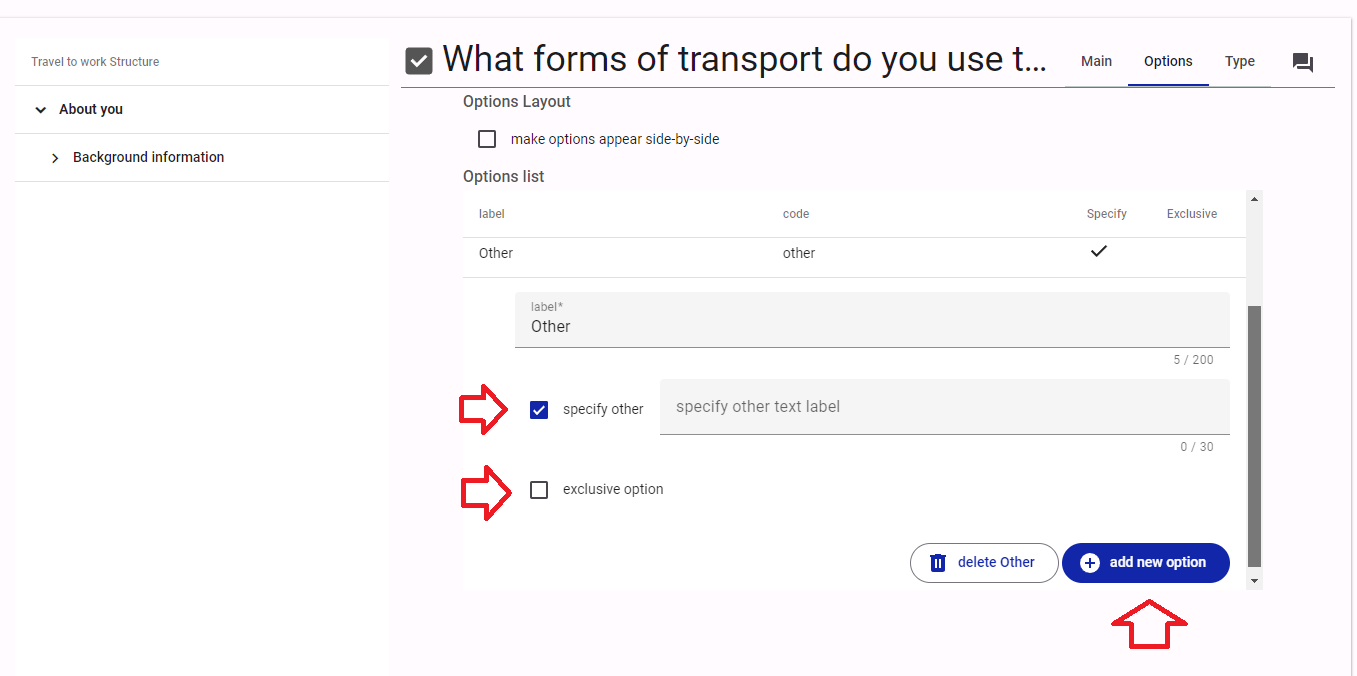 Travel to work Structure
About you
Background information
What forms of transport do you use t...
Main
Options
Type
Options Layout
make options appear side-by-side
Options list
label code Specify Exclusive
Other other
label*
Other
5 / 200
specify other
specify other text label
0 / 30
exclusive option
delete Other
add new option